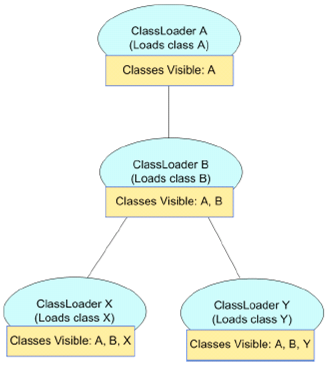 ClassLoader A
(Loads class A)
Classes Visible: A
ClassLoader B
(Loads class B)
Classes Visible: A, B
ClassLoader X
(Loads class X)
Classes Visible: A, B, X
ClassLoader Y
(Loads class Y)
Classes Visible: A, B, Y